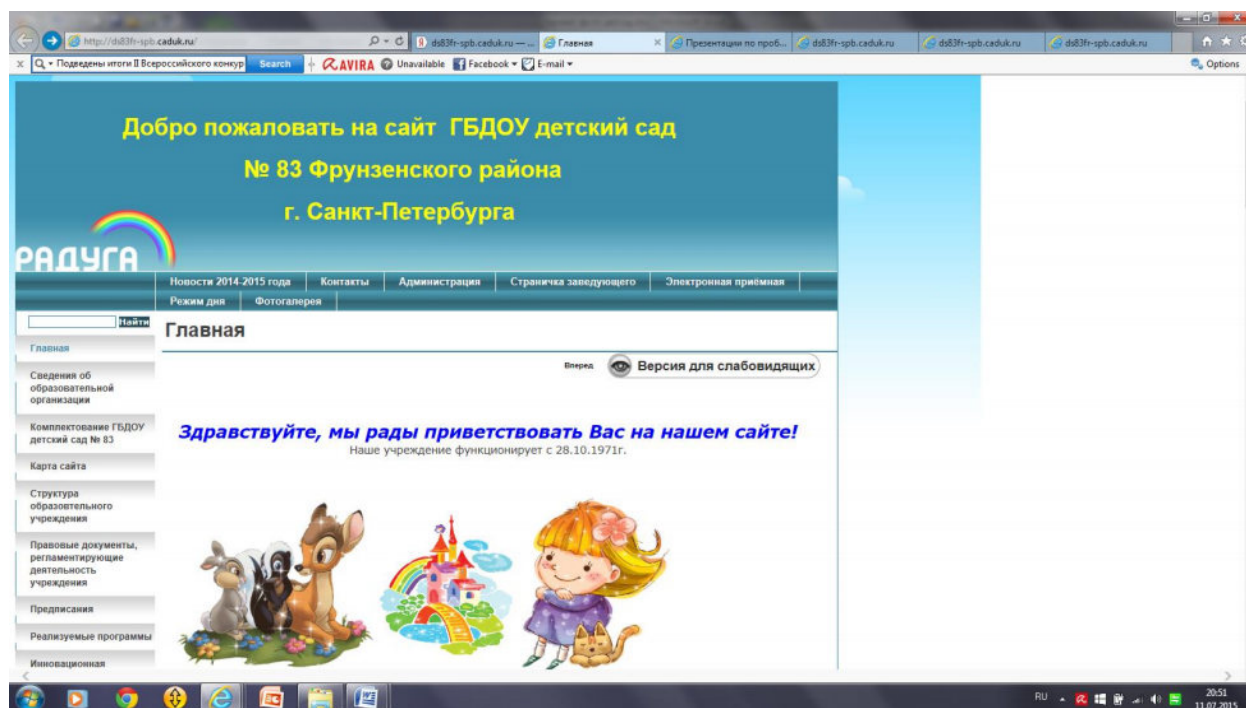 http://ds83fr-spb.caduk.ru/
ds83fr-spb.caduk.ru — ...
Главная
Презентации по проб...
ds83fr-spb.caduk.ru
ds83fr-spb.caduk.ru
ds83fr-spb.caduk.ru
Подведены итоги II Всероссийского конкур
Search
AVIRA
Unavailable
Facebook
E-mail
Options
Добро пожаловать на сайт ГБДОУ детский сад
№ 83 Фрунзенского района
г. Санкт-Петербурга
РАДУГА
Новости 2014-2015 года
Контакты
Администрация
Страничка заведующего
Электронная приёмная
Режим дня
Фотогалерея
Найти
Главная
Сведения об
образовательной
организации
Комплектование ГБДОУ
детский сад № 83
Карта сайта
Структура
образовтельного
учреждения
Правовые документы,
регламентирующие
деятельность
учреждения
Предписания
Реализуемые программы
Инновационная
Главная
Вперед
Версия для слабовидящих
Здравствуйте, мы рады приветствовать Вас на нашем сайте!
Наше учреждение функционирует с 28.10.1971г.
RU
20:51
11.07.2015